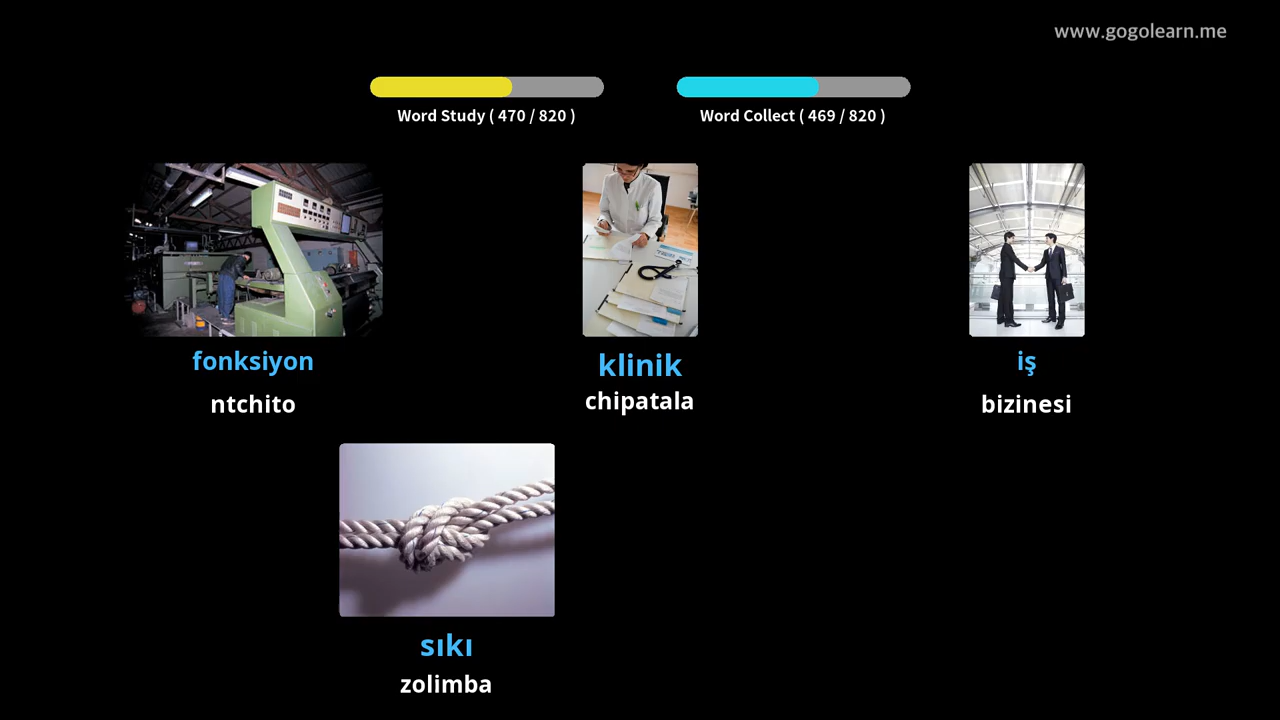 www.gogolearn.me
Word Study ( 470 / 820 )
Word Collect ( 469 / 820 )
fonksiyon
ntchito
klinik
chipatala
iş
bizinesi
sıkı
zolimba